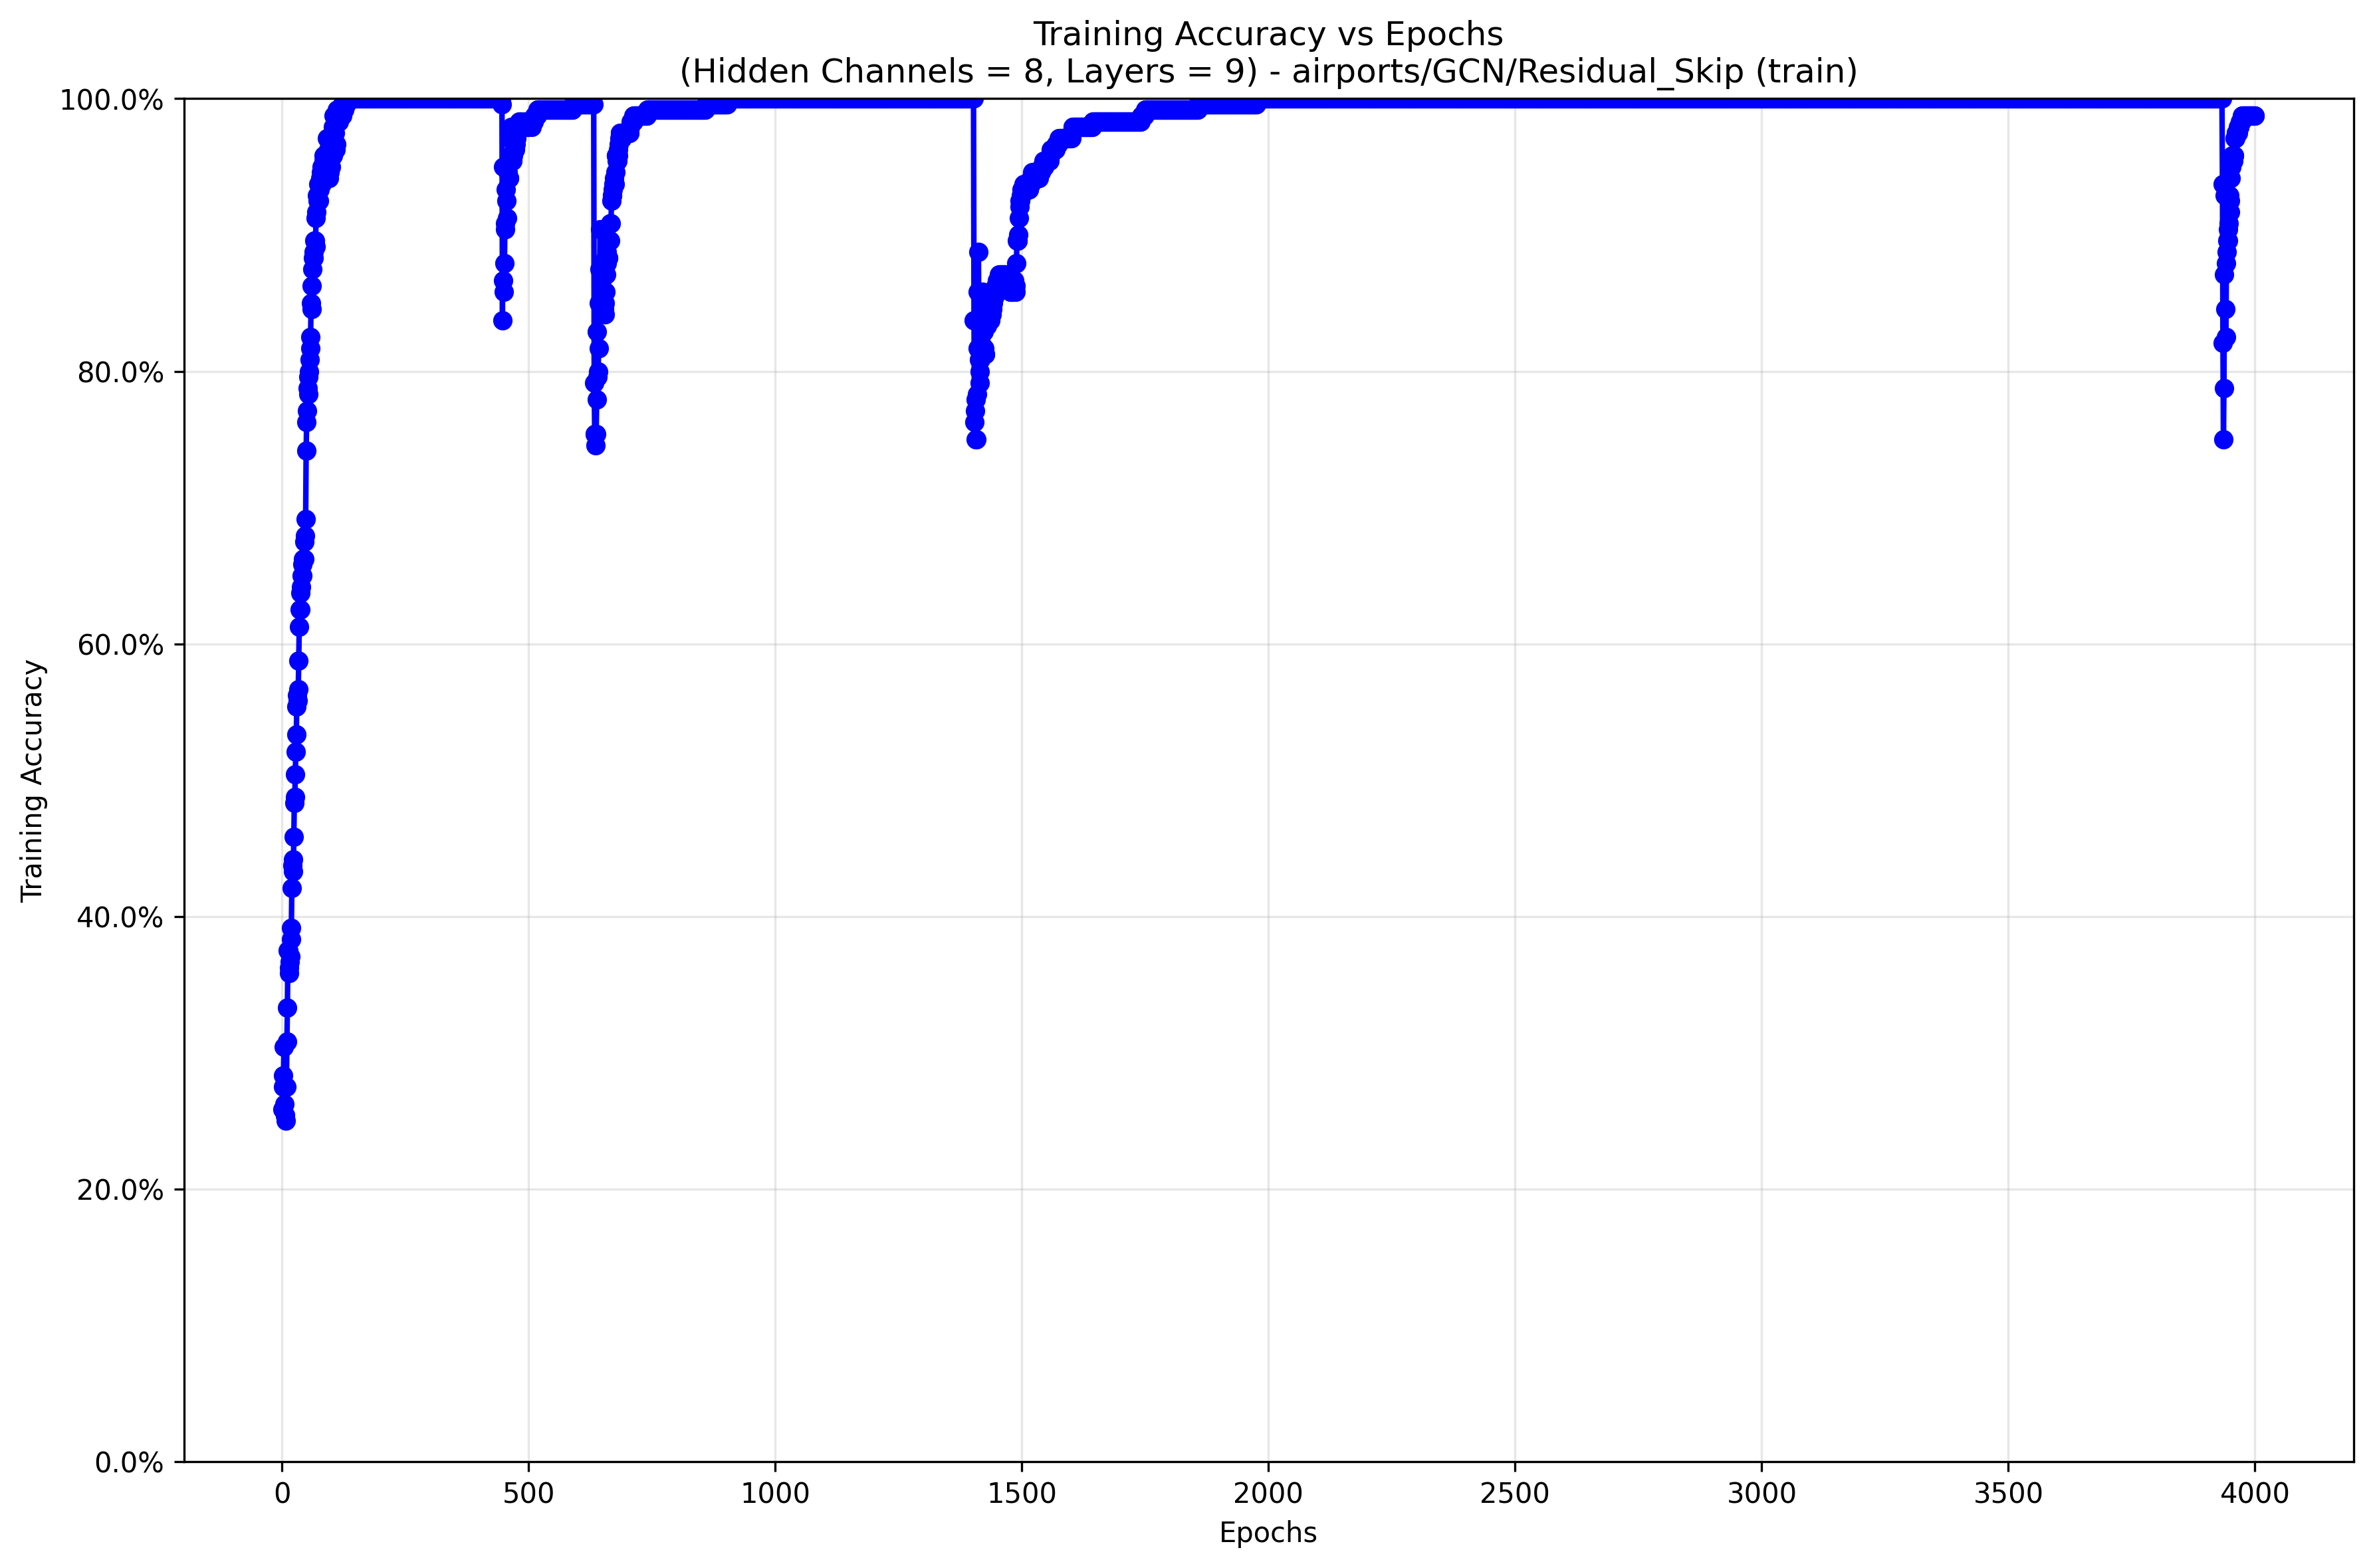 Training Accuracy vs Epochs
(Hidden Channels = 8, Layers = 9) - airports/GCN/Residual_Skip (train)
Training Accuracy
100.0%
80.0%
60.0%
40.0%
20.0%
0.0%
0 500 1000 1500 2000 2500 3000 3500 4000
Epochs